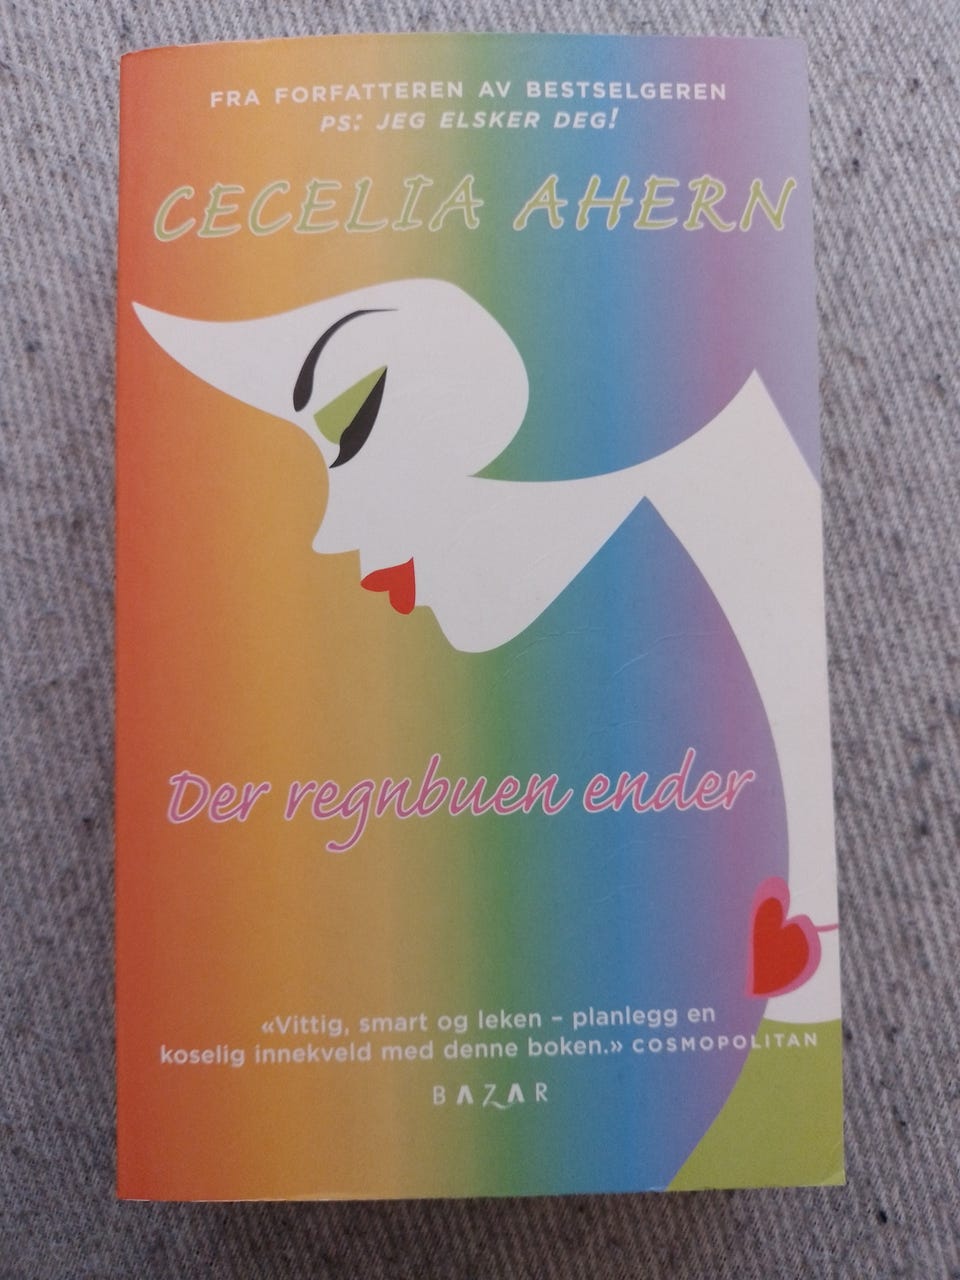 FRA FORFATTEREN AV BESTSELGEREN
PS: JEG ELSKER DEG!
CECELIA AHERN
Der regnbuen ender
«Vittig, smart og leken – planlegg en
koselig innekveld med denne boken.» COSMOPOLITAN
BAZAR